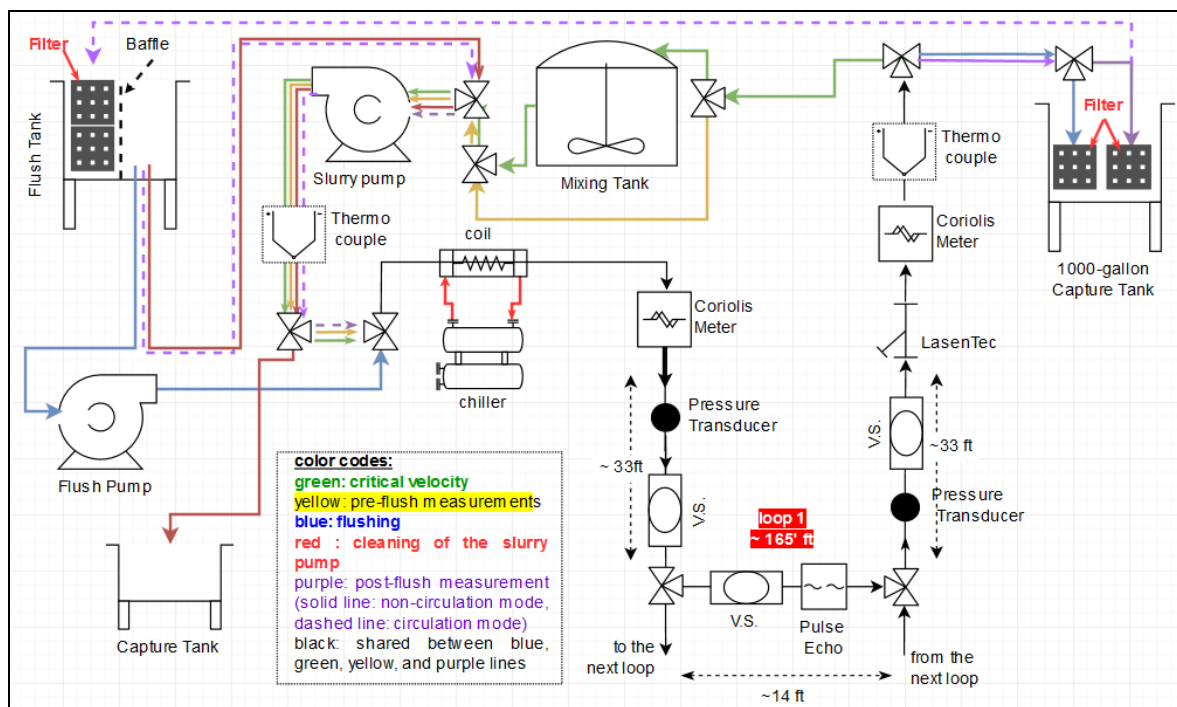 Filter
Baffle
Flush Tank
Slurry pump
Mixing Tank
Thermo
couple
Filter
1000-gallon
Capture Tank
Thermo
couple
coil
chiller
Coriolis
Meter
Coriolis
Meter
LasenTec
Pressure
Transducer
~ 33ft
V.S.
V.S.
~33 ft
Pressure
Transducer
Flush Pump
Capture Tank
color codes:
green: critical velocity
yellow: pre-flush measurements
blue: flushing
red : cleaning of the slurry
pump
purple: post-flush measurement
(solid line: non-circulation mode,
dashed line: circulation mode)
black: shared between blue,
green, yellow, and purple lines
loop 1
~ 165' ft
V.S.
Pulse
Echo
to the
next loop
from the
next loop
~14 ft